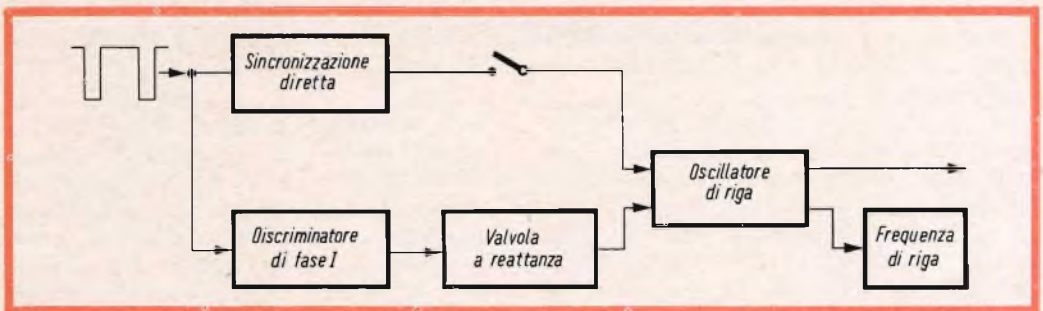 Sincronizzazione
diretta
Oscillatore
di riga
Discriminatore
di fase I
Valvola
a reattanza
Frequenza
di riga